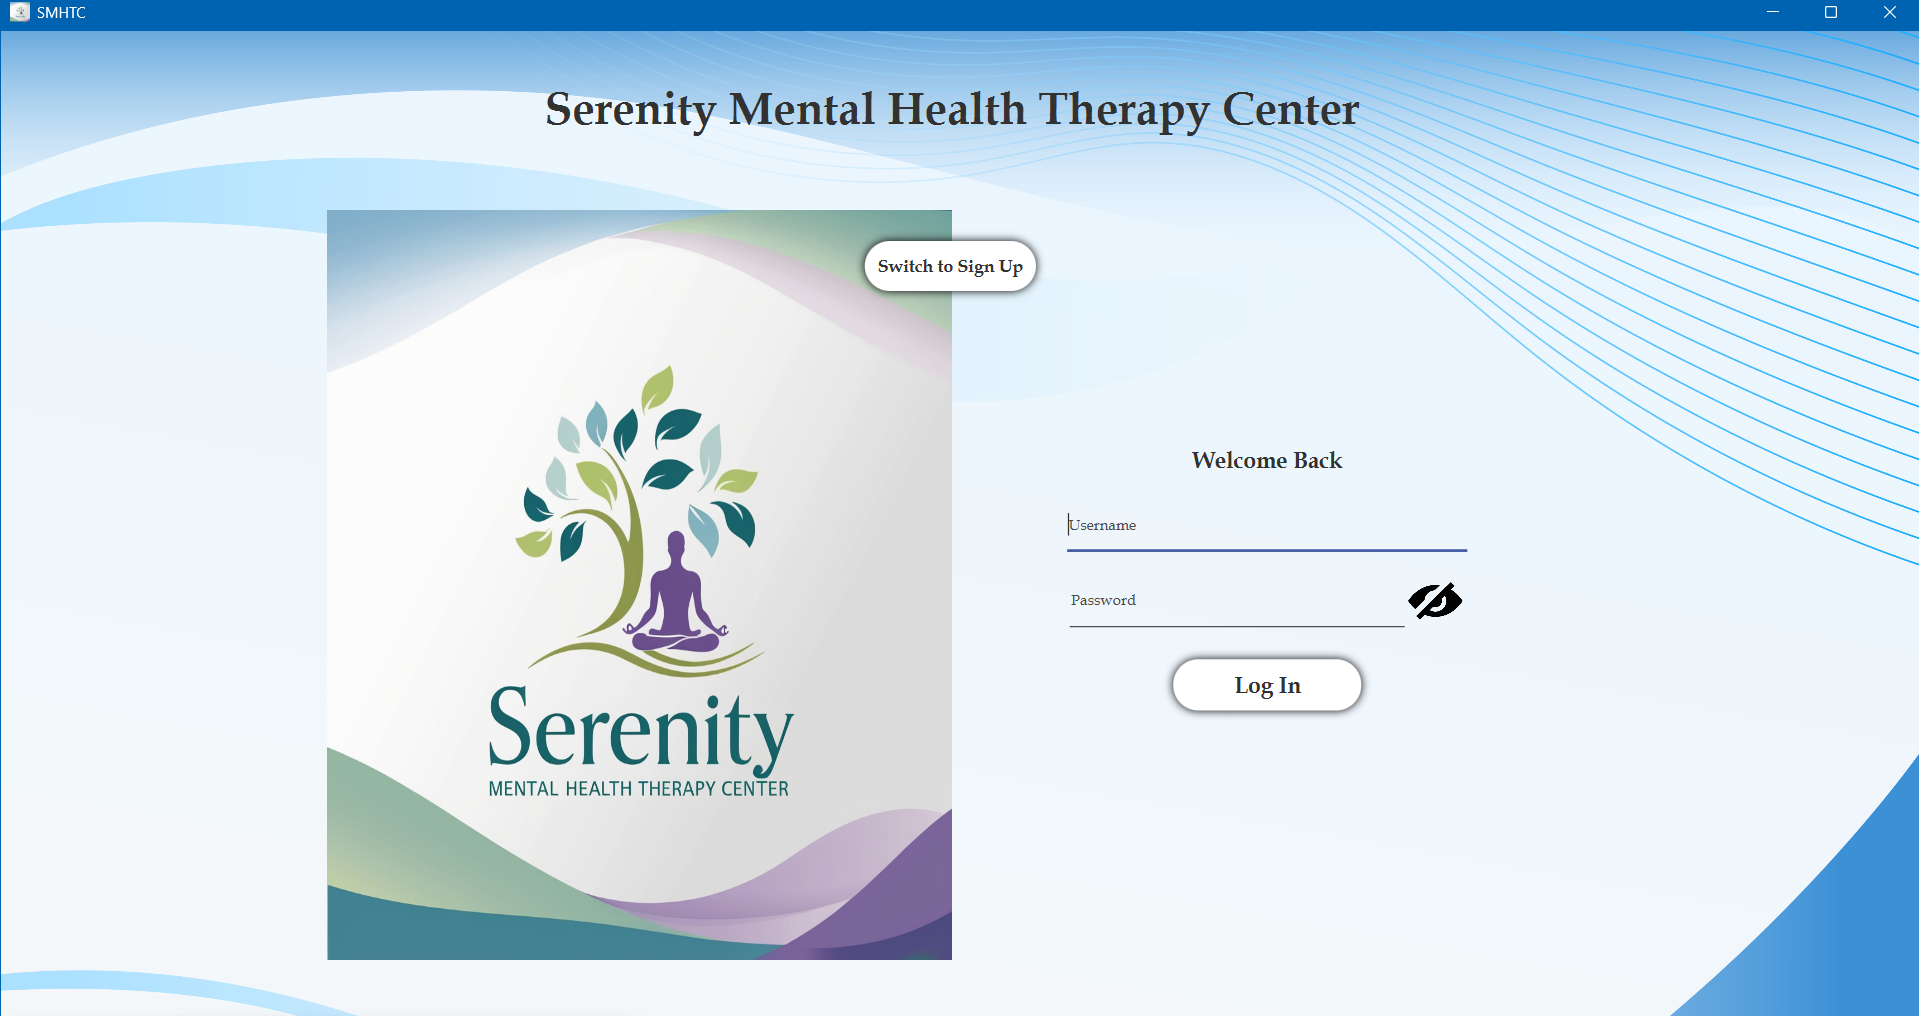 SMHTC
Serenity Mental Health Therapy Center
Switch to Sign Up
Serenity
MENTAL HEALTH THERAPY CENTER
Welcome Back
Username
Password
Log In